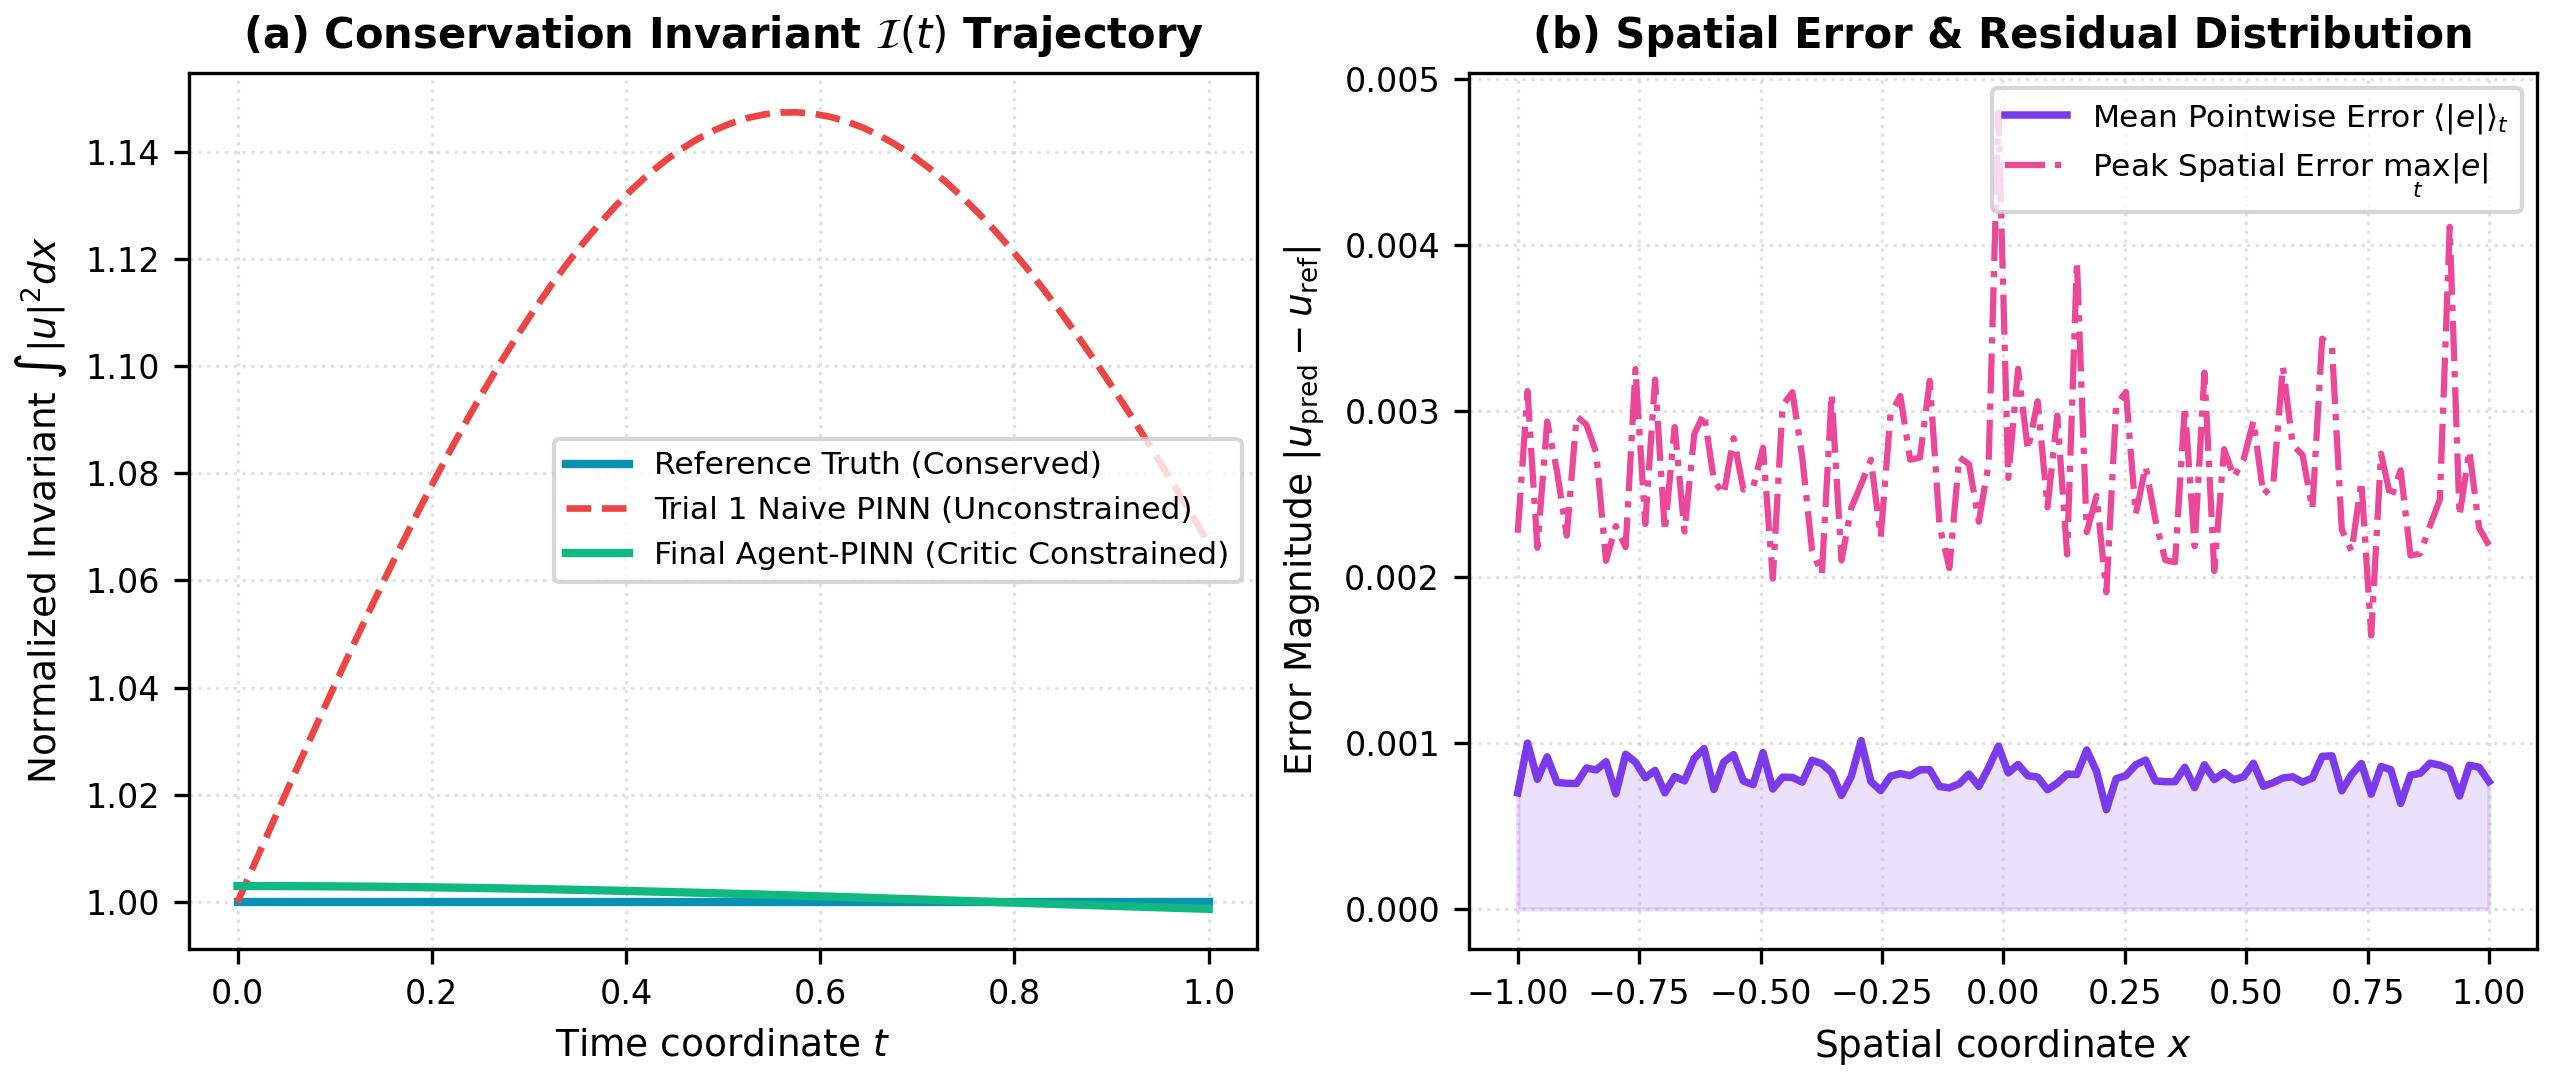 (a) Conservation Invariant 𝓘(t) Trajectory
Normalized Invariant ∫|u|²dx
1.14
1.12
1.10
1.08
1.06
1.04
1.02
1.00
Reference Truth (Conserved)
Trial 1 Naive PINN (Unconstrained)
Final Agent-PINN (Critic Constrained)
0.0 0.2 0.4 0.6 0.8 1.0
Time coordinate t
(b) Spatial Error & Residual Distribution
Error Magnitude |u_pred − u_ref|
0.005
0.004
0.003
0.002
0.001
0.000
Mean Pointwise Error ⟨|e|⟩_t
Peak Spatial Error max|e|
t
−1.00 −0.75 −0.50 −0.25 0.00 0.25 0.50 0.75 1.00
Spatial coordinate x